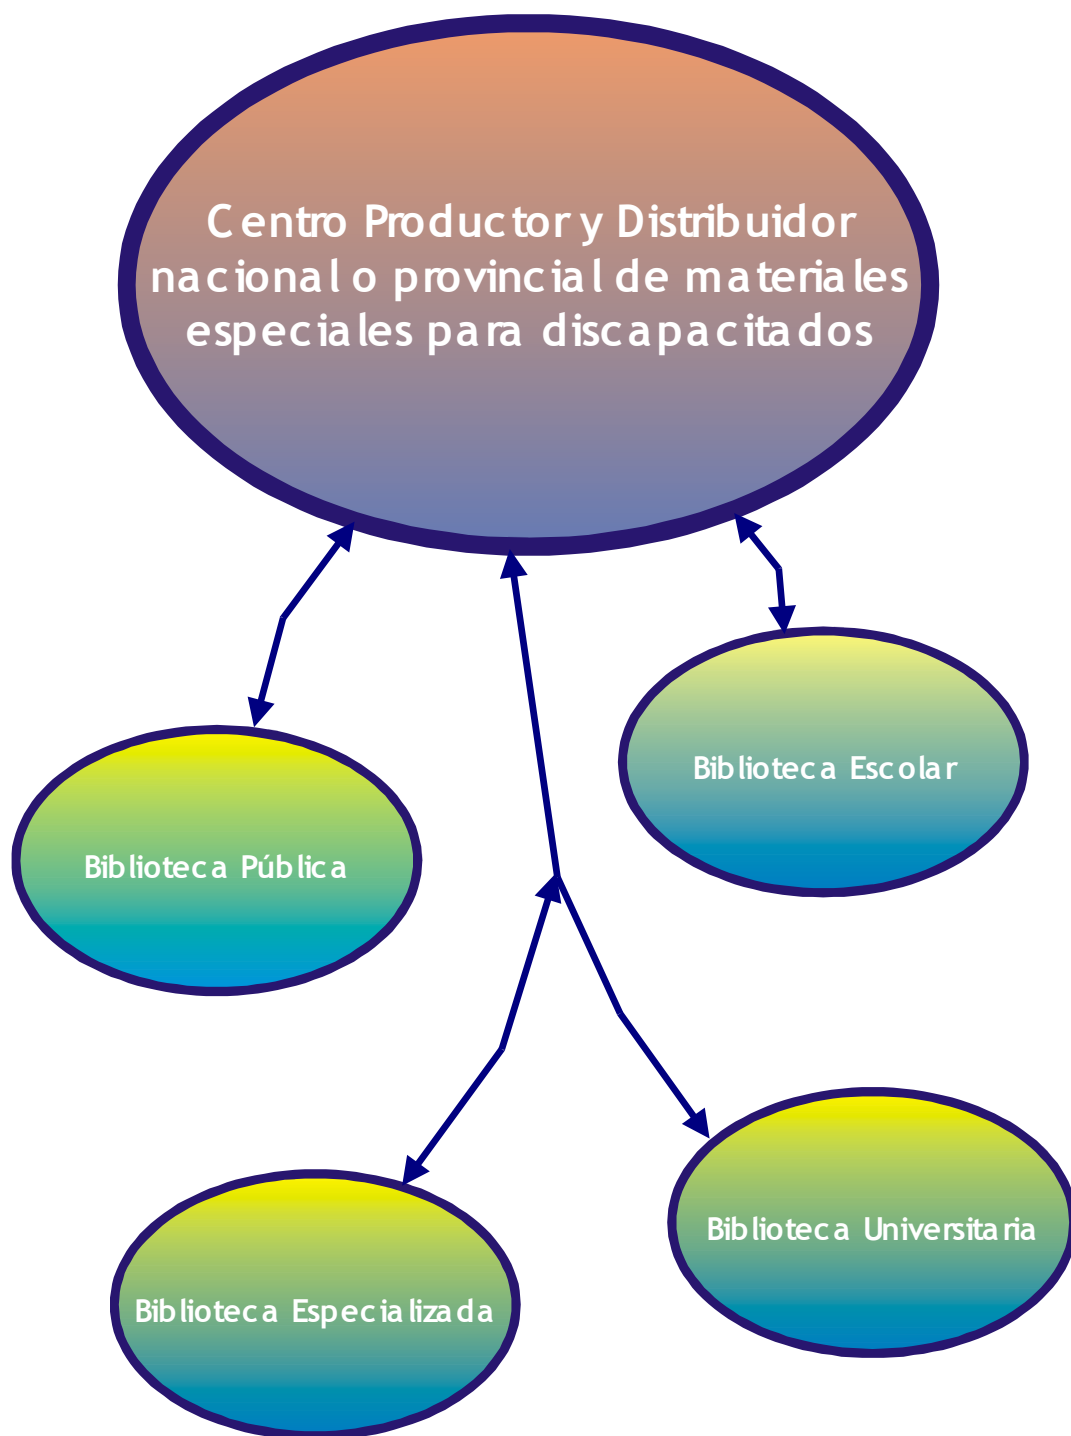 Centro Productor y Distribuidor
nacional o provincial de materiales
especiales para discapacitados
Biblioteca Escolar
Biblioteca Pública
Biblioteca Universitaria
Biblioteca Especializada